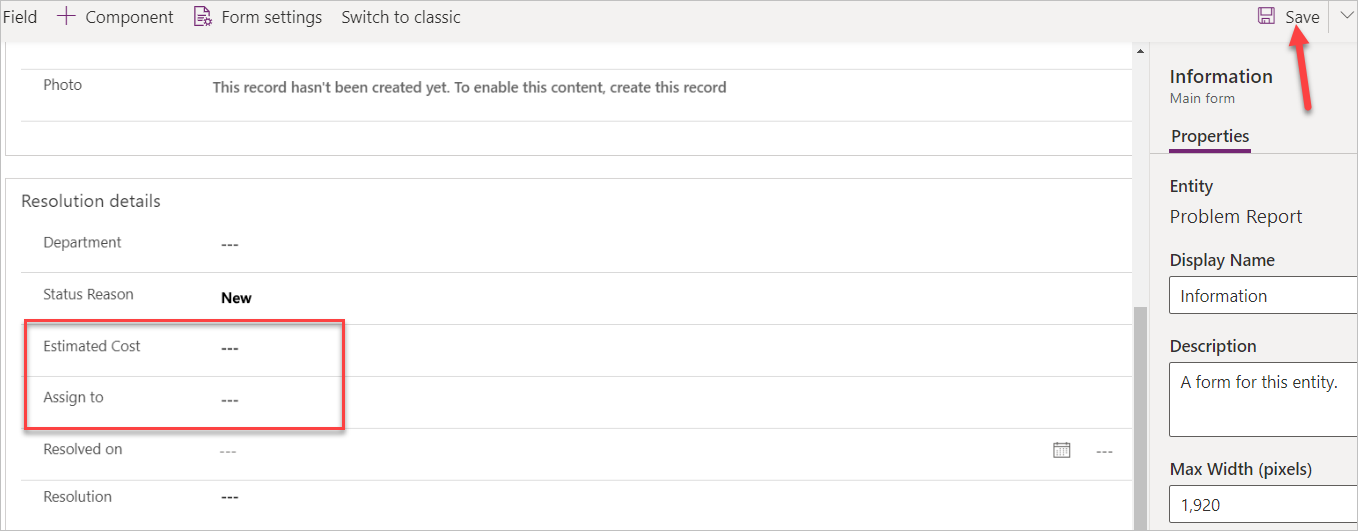 Field + Component Form settings Switch to classic Save
Photo This record hasn't been created yet. To enable this content, create this record
Resolution details
Department ---
Status Reason New
Estimated Cost ---
Assign to ---
Resolved on --- ---
Resolution ---
Information
Main form
Properties
Entity
Problem Report
Display Name
Information
Description
A form for this entity.
Max Width (pixels)
1,920